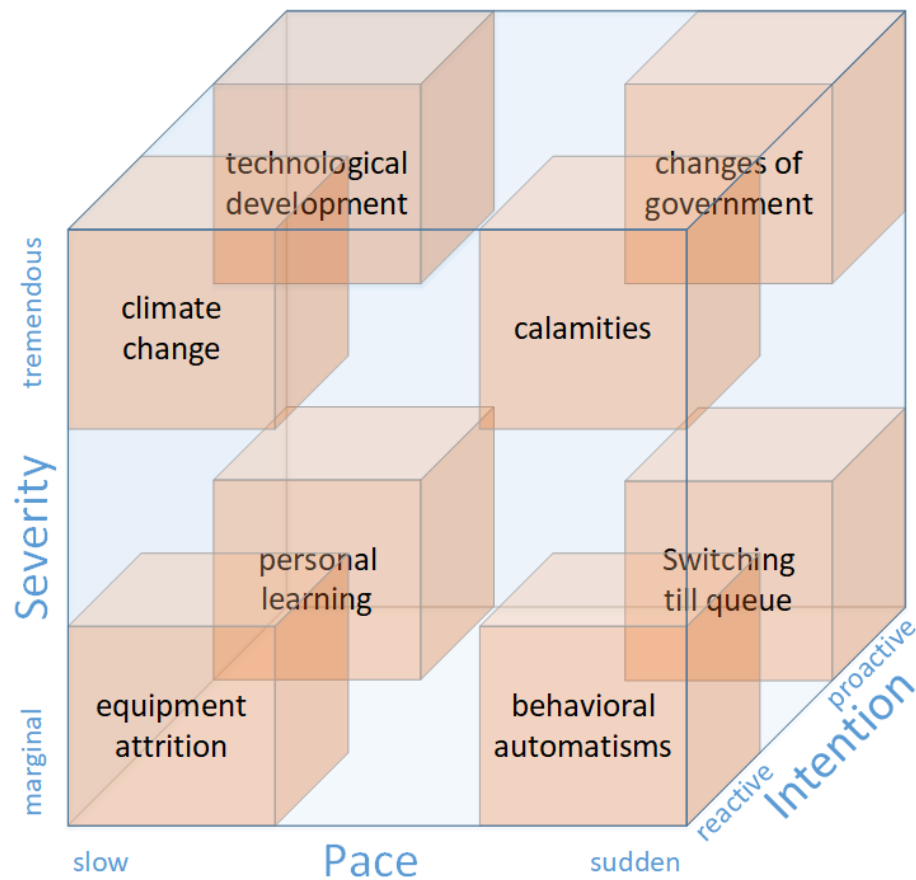 technological
development
changes of
government
tremendous
climate
change
calamities
Severity
personal
learning
Switching
till queue
proactive
Intention
reactive
marginal
equipment
attrition
behavioral
automatisms
slow
Pace
sudden